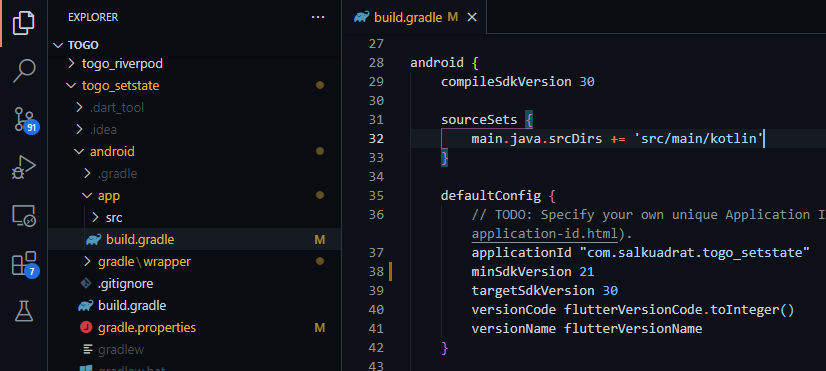 EXPLORER
TOGO
togo_riverpod
togo_setstate
.dart_tool
.idea
android
.gradle
app
src
build.gradle M
gradle\wrapper
.gitignore
build.gradle
gradle.properties M
gradlew
gradlew.bat
91
7
build.gradle M
27
28 android {
29 compileSdkVersion 30
30
31 sourceSets {
32 main.java.srcDirs += 'src/main/kotlin'
33 }
34
35 defaultConfig {
36 // TODO: Specify your own unique Application I
application-id.html).
37 applicationId "com.salkuadrat.togo_setstate"
38 minSdkVersion 21
39 targetSdkVersion 30
40 versionCode flutterVersionCode.toInteger()
41 versionName flutterVersionName
42 }
43